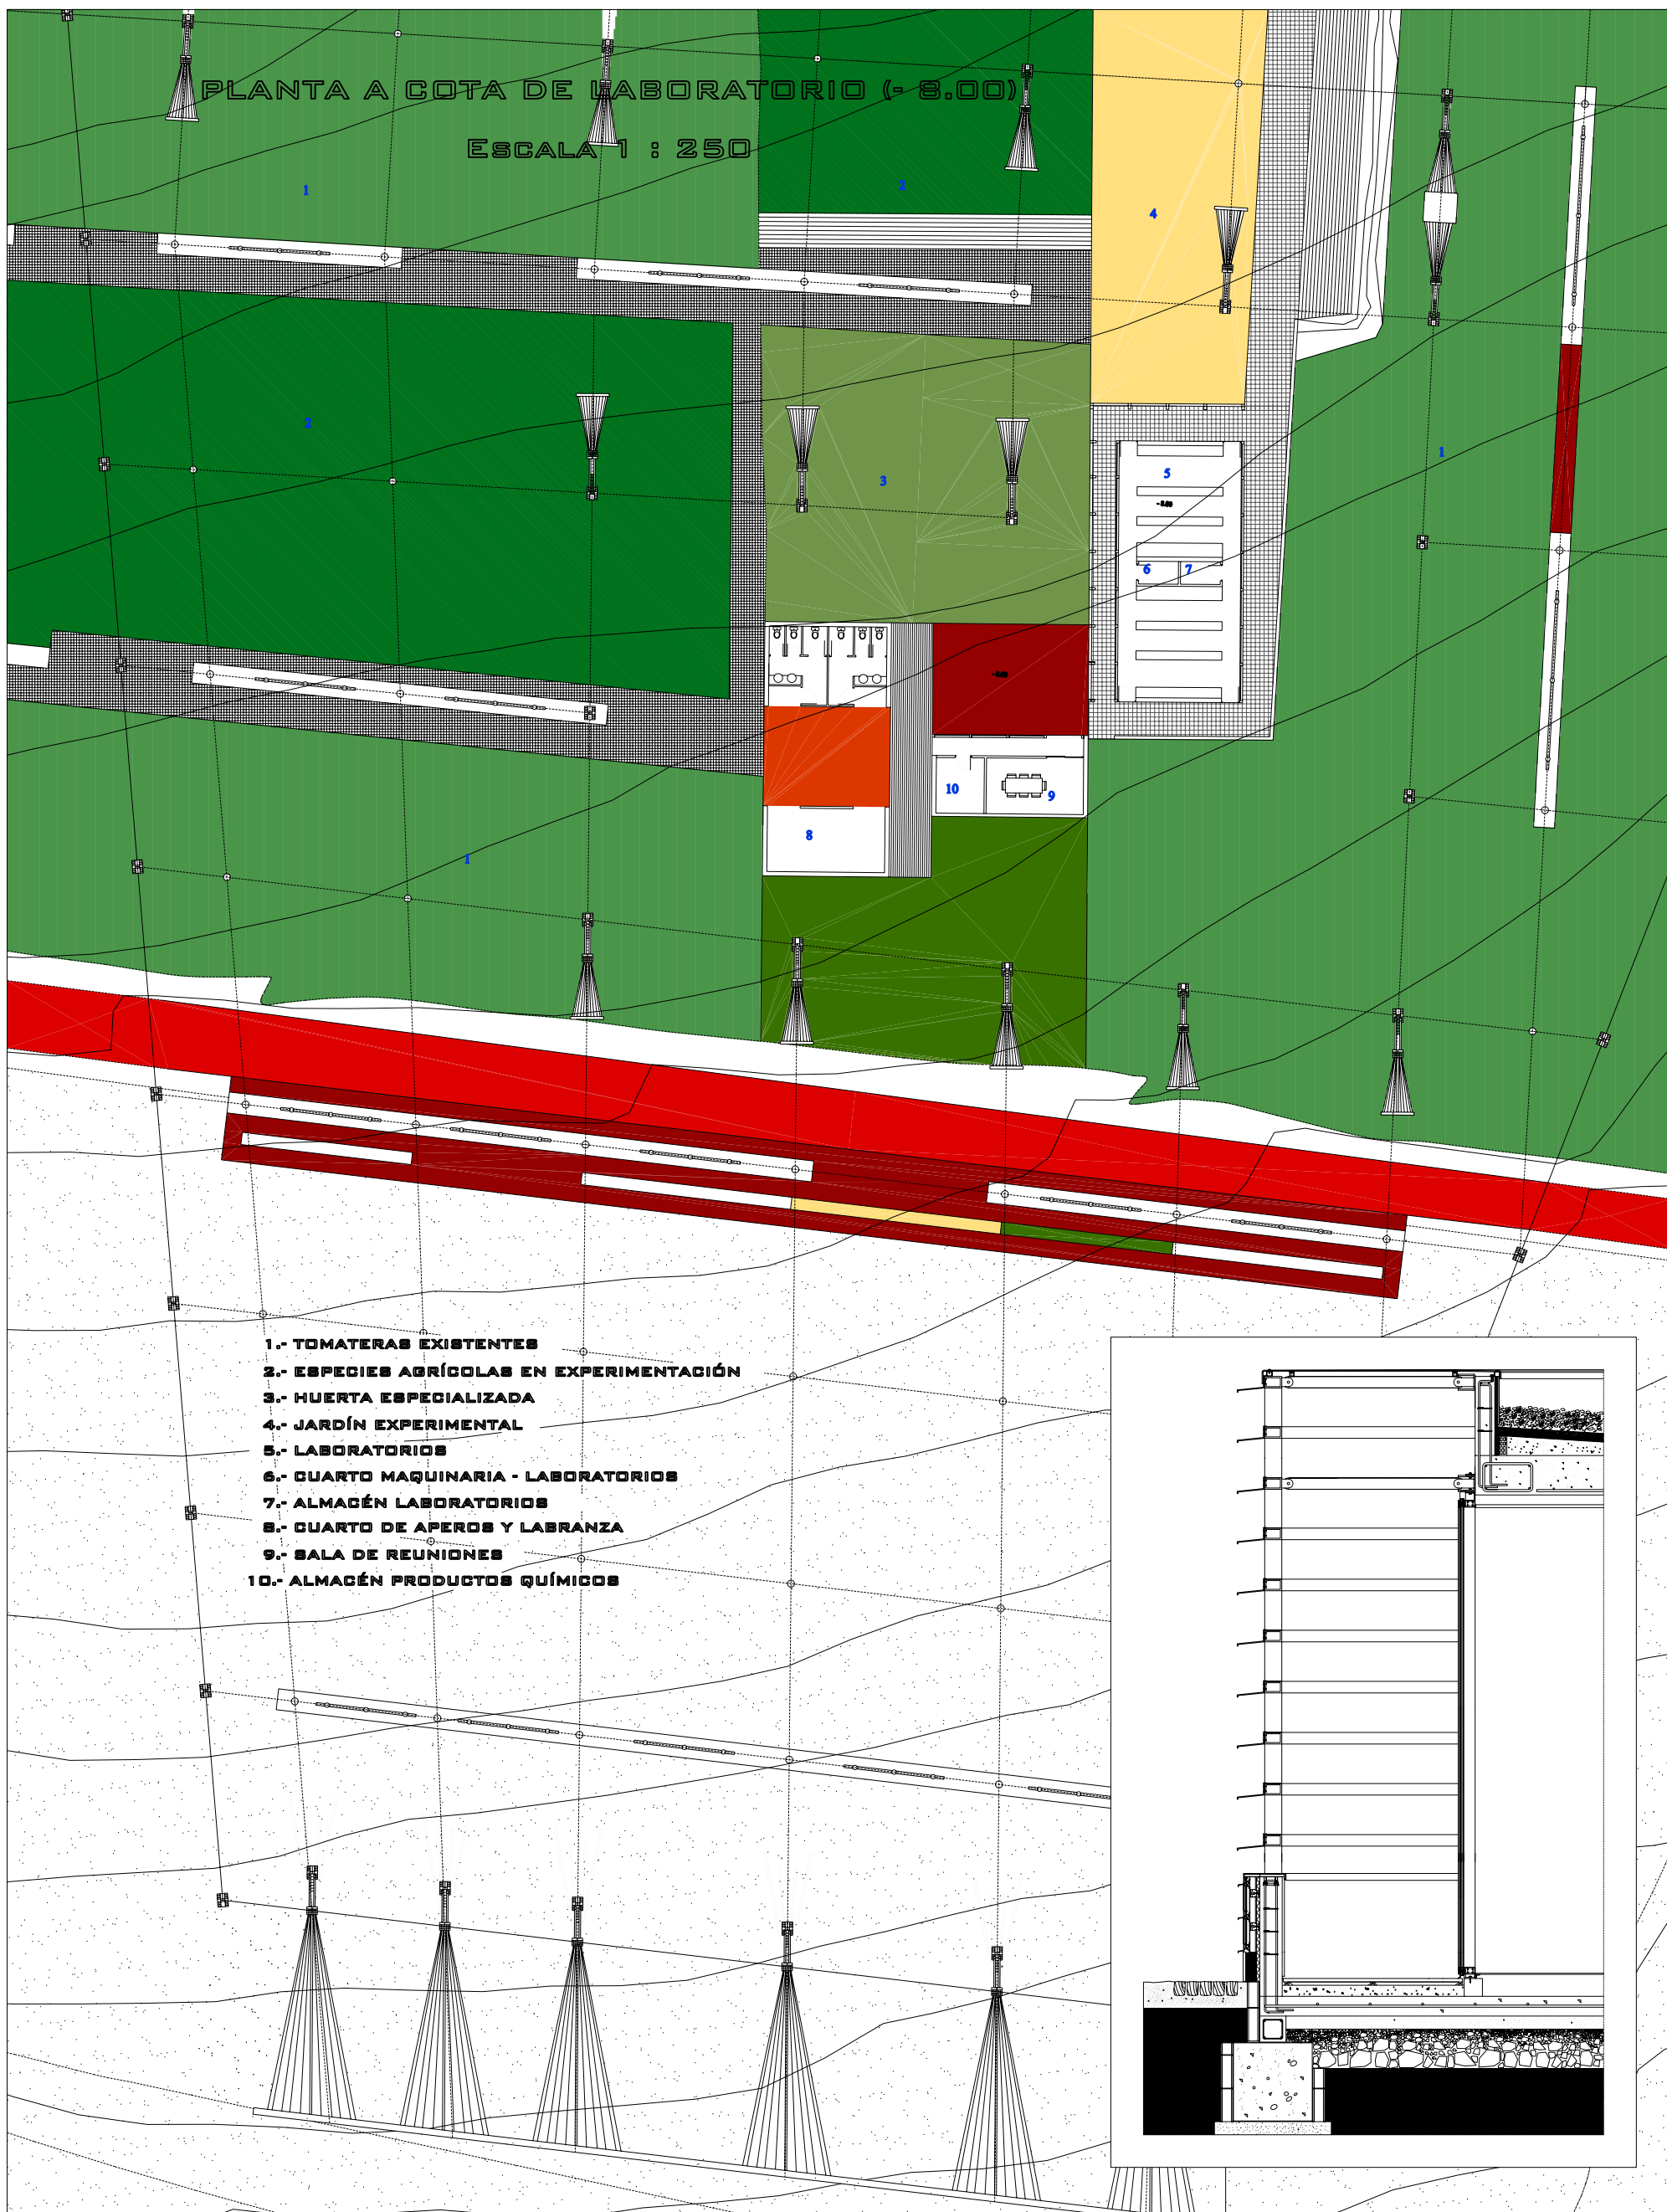 PLANTA A COTA DE LABORATORIO (- 8.00)
ESCALA 1 : 250
1
2
4
2
3
5
1
6
7
10
9
8
1
1.- TOMATERAS EXISTENTES
2.- ESPECIES AGRÍCOLAS EN EXPERIMENTACIÓN
3.- HUERTA ESPECIALIZADA
4.- JARDÍN EXPERIMENTAL
5.- LABORATORIOS
6.- CUARTO MAQUINARIA - LABORATORIOS
7.- ALMACÉN LABORATORIOS
8.- CUARTO DE APEROS Y LABRANZA
9.- SALA DE REUNIONES
10.- ALMACÉN PRODUCTOS QUÍMICOS